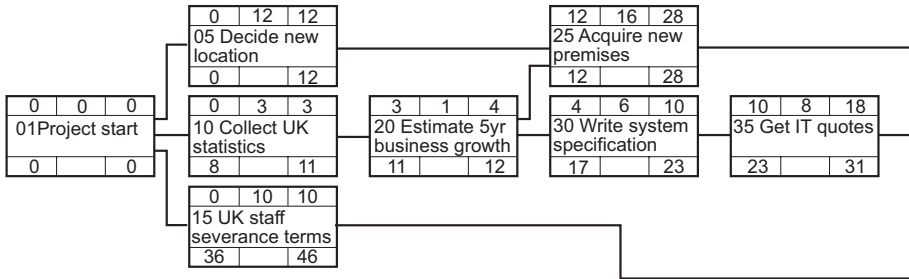 0 12 12
05 Decide new
location
0 12
12 16 28
25 Acquire new
premises
12 28
0 0 0
01Project start
0 0
0 3 3
10 Collect UK
statistics
8 11
3 1 4
20 Estimate 5yr
business growth
11 12
4 6 10
30 Write system
specification
17 23
10 8 18
35 Get IT quotes
23 31
0 10 10
15 UK staff
severance terms
36 46